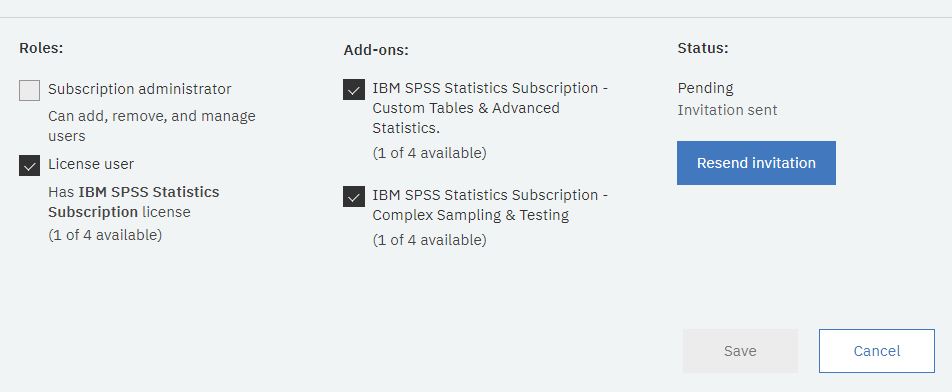 Roles:
Subscription administrator
Can add, remove, and manage
users
License user
Has IBM SPSS Statistics
Subscription license
(1 of 4 available)
Add-ons:
IBM SPSS Statistics Subscription -
Custom Tables & Advanced
Statistics.
(1 of 4 available)
IBM SPSS Statistics Subscription -
Complex Sampling & Testing
(1 of 4 available)
Status:
Pending
Invitation sent
Resend invitation
Save
Cancel